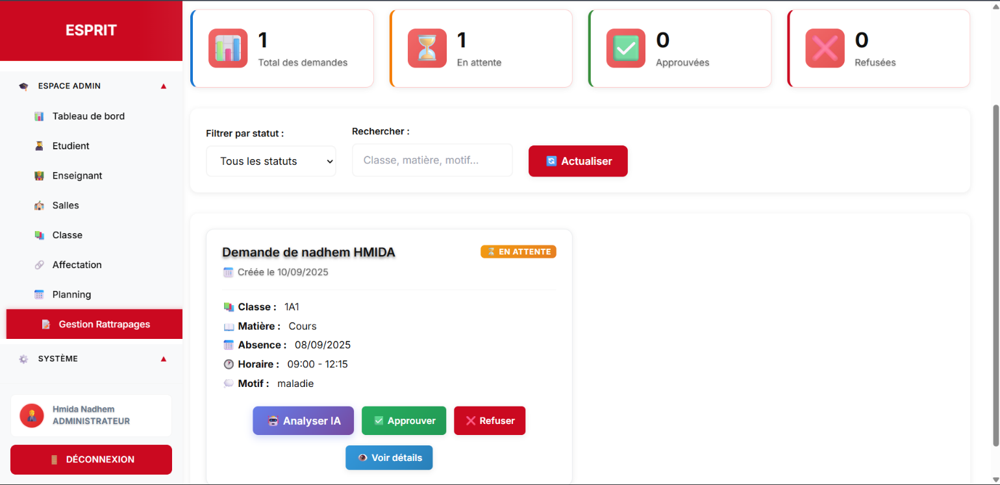 ESPRIT
ESPACE ADMIN
Tableau de bord
Etudient
Enseignant
Salles
Classe
Affectation
Planning
Gestion Rattrapages
SYSTÈME
Hmida Nadhem
ADMINISTRATEUR
DÉCONNEXION
1
Total des demandes
1
En attente
0
Approuvées
0
Refusées
Filtrer par statut :
Tous les statuts
Rechercher :
Classe, matière, motif...
Actualiser
Demande de nadhem HMIDA
EN ATTENTE
Créée le 10/09/2025
Classe : 1A1
Matière : Cours
Absence : 08/09/2025
Horaire : 09:00 - 12:15
Motif : maladie
Analyser IA
Approuver
Refuser
Voir détails